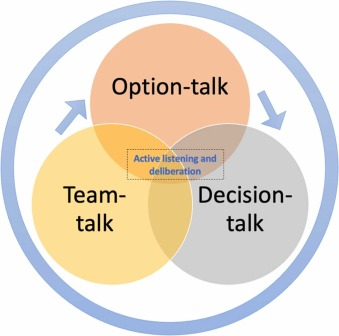 Option-talk
Active listening and
deliberation
Team-
talk
Decision-
talk